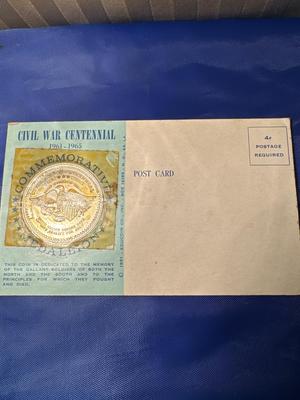 CIVIL WAR CENTENNIAL
1961-1965
COMMEMORATIVE
MEDALLION
THIS COIN IS DEDICATED TO THE MEMORY
OF THE GALLANT SOLDIERS OF BOTH THE
NORTH AND THE SOUTH AND TO THE
PRINCIPLES FOR WHICH THEY FOUGHT
AND DIED.
POST CARD
4¢
POSTAGE
REQUIRED